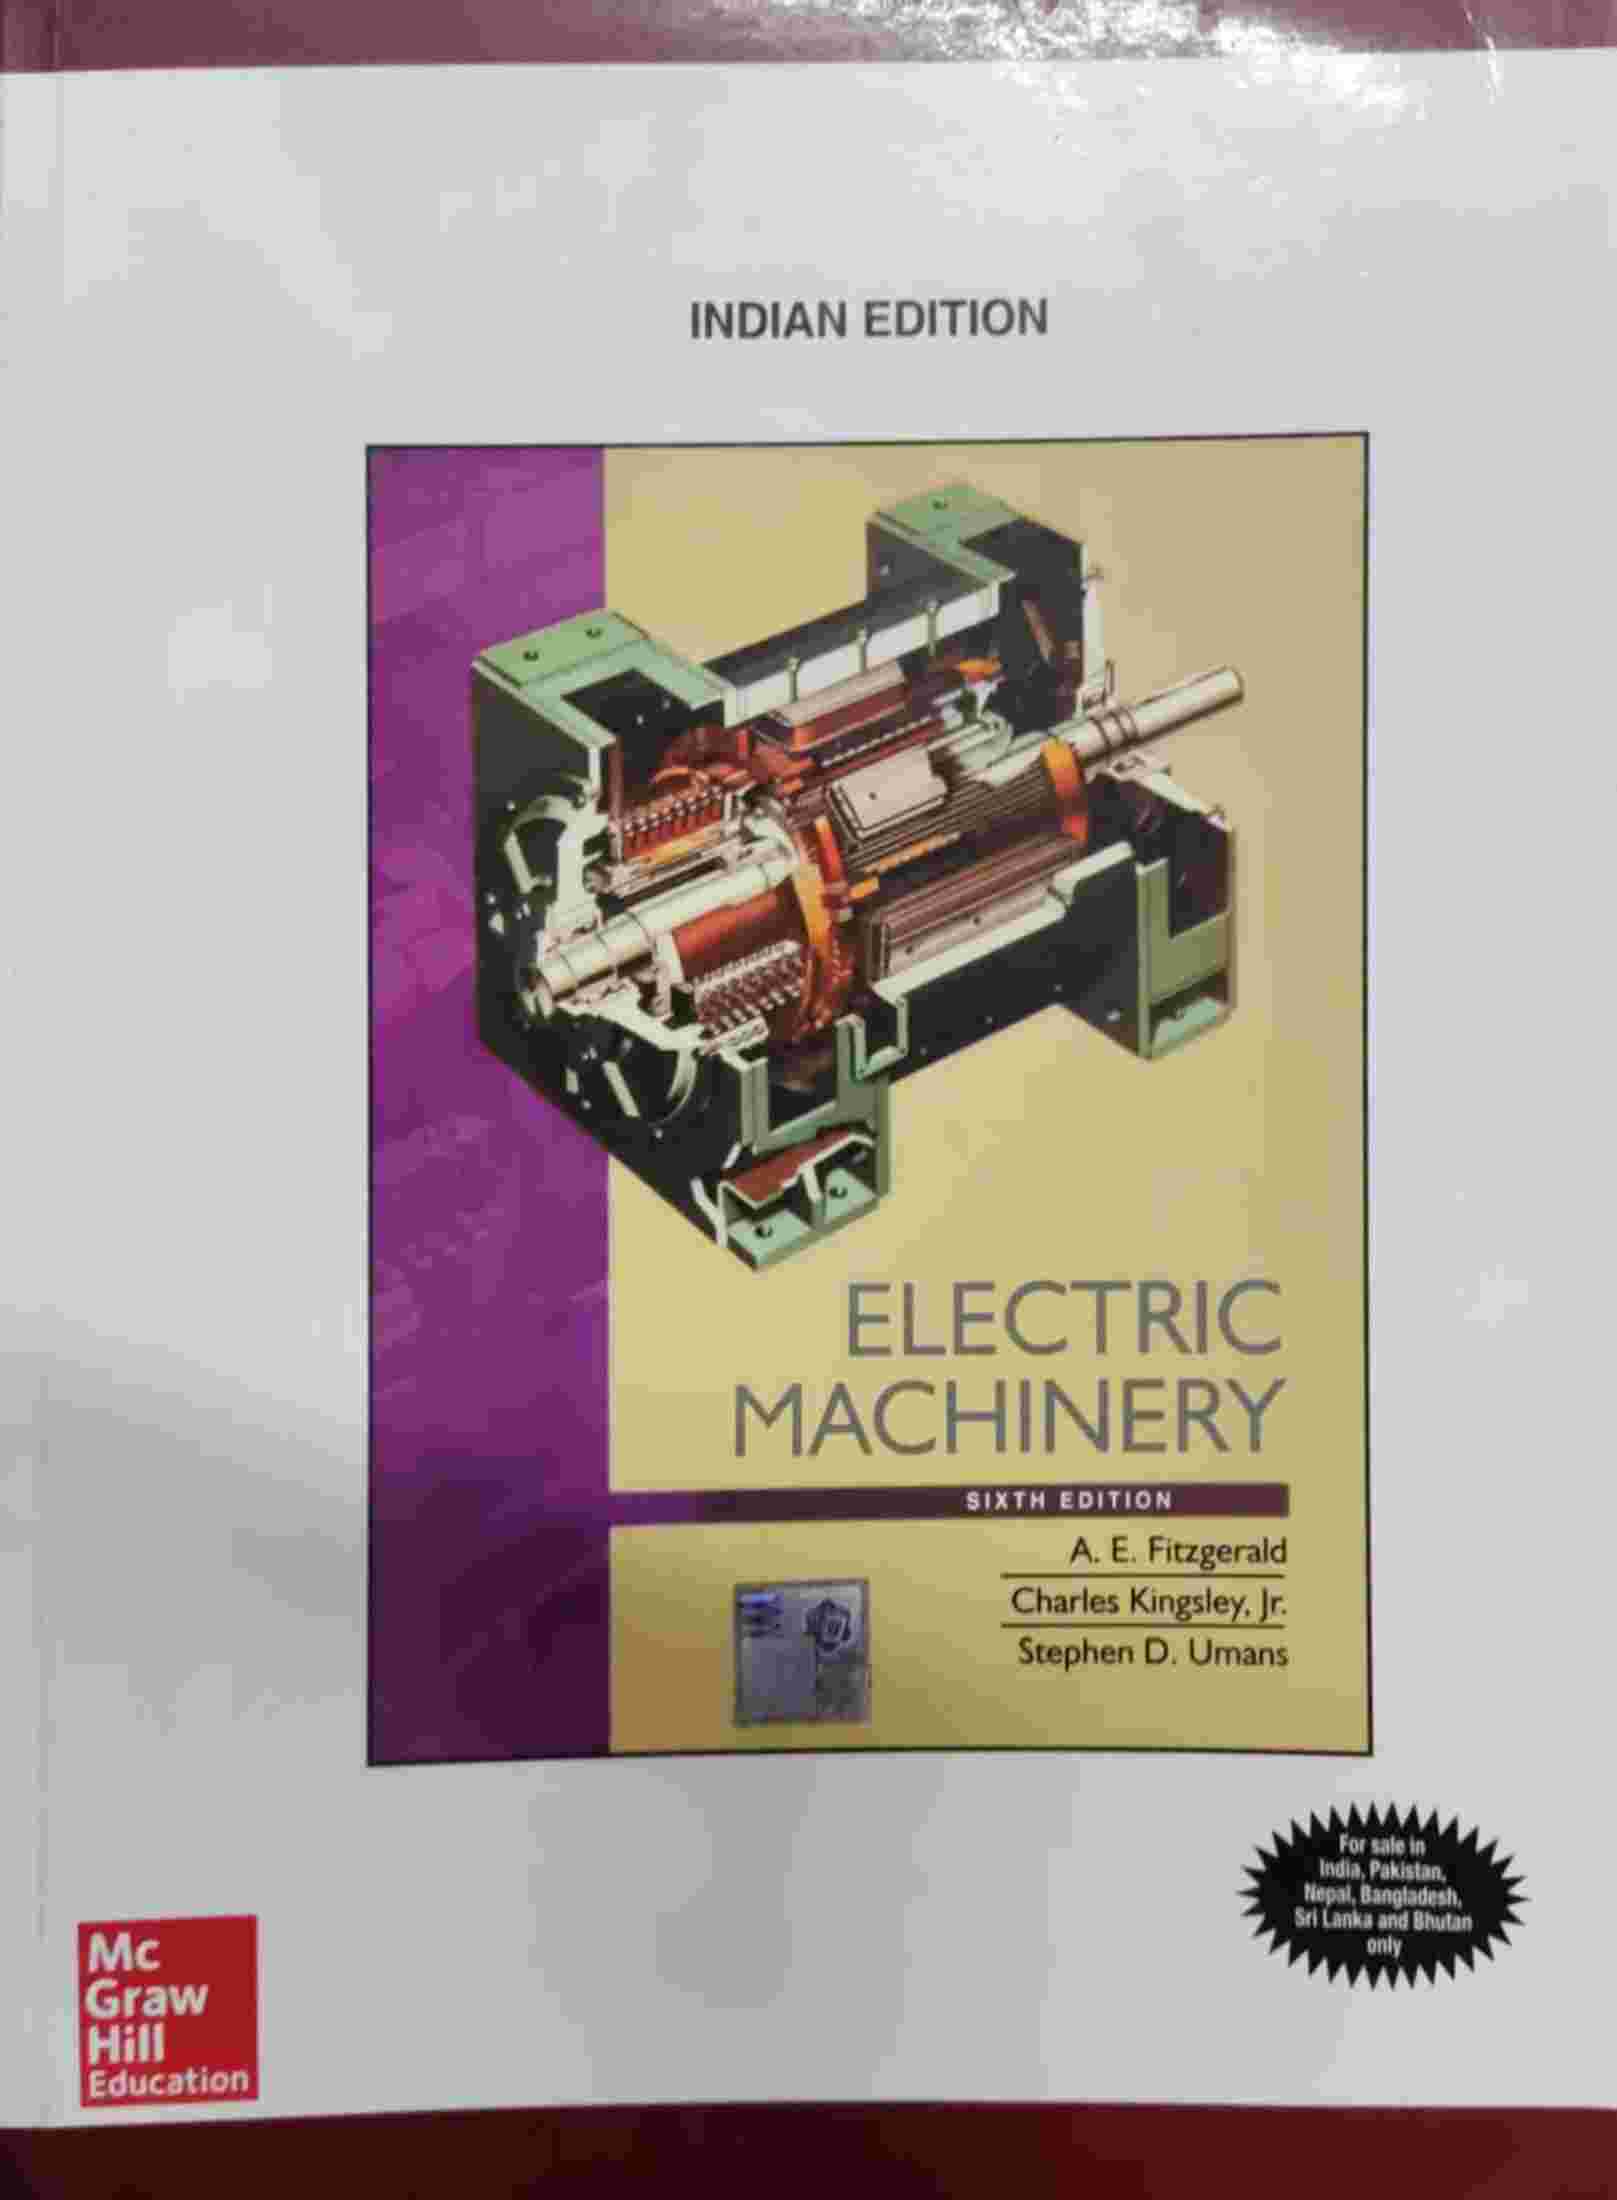 INDIAN EDITION
ELECTRIC
MACHINERY
SIXTH EDITION
A. E. Fitzgerald
Charles Kingsley, Jr.
Stephen D. Umans
For sale in
India, Pakistan,
Nepal, Bangladesh,
Sri Lanka and Bhutan
only
Mc
Graw
Hill
Education